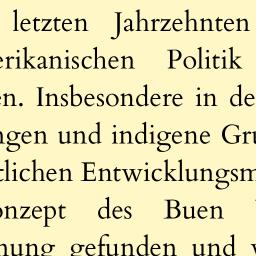 letzten Jahrzehnten
erikanischen Politik
en. Insbesondere in de
ngen und indigene Gru
tlichen Entwicklungsm
onzept des Buen
nung gefunden und